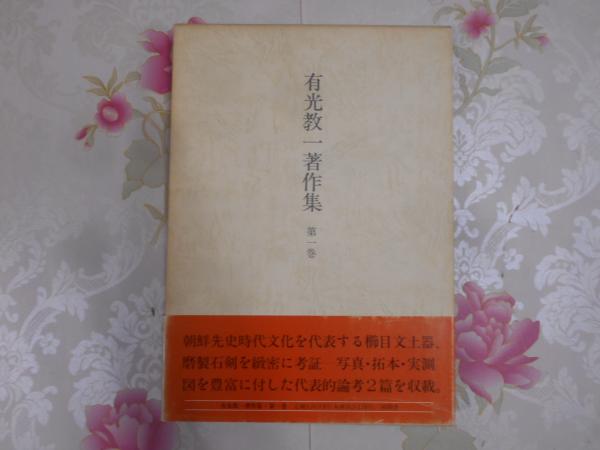 有光教一著作集
第一巻
朝鮮先史時代文化を代表する櫛目文土器、
磨製石剣を緻密に考証―写真・拓本・実測
図を豊富に付した代表的論考2篇を収載。